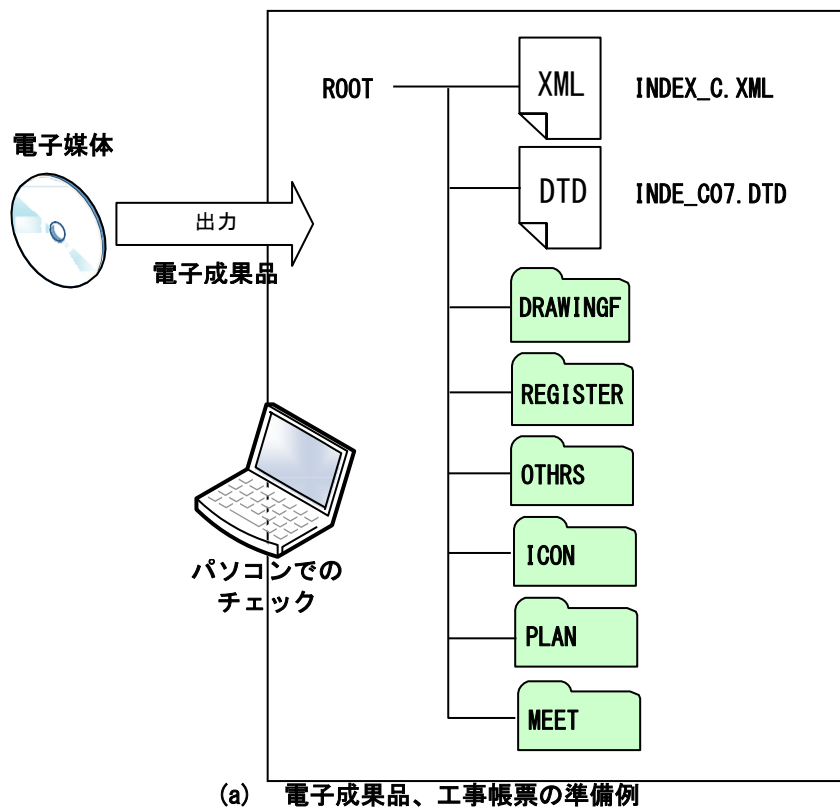 ROOT
XML
INDEX_C.XML
電子媒体
DTD
INDE_C07.DTD
出力
電子成果品
DRAWINGF
REGISTER
OTHRS
ICON
パソコンでの
チェック
PLAN
MEET
(a) 電子成果品、工事帳票の準備例